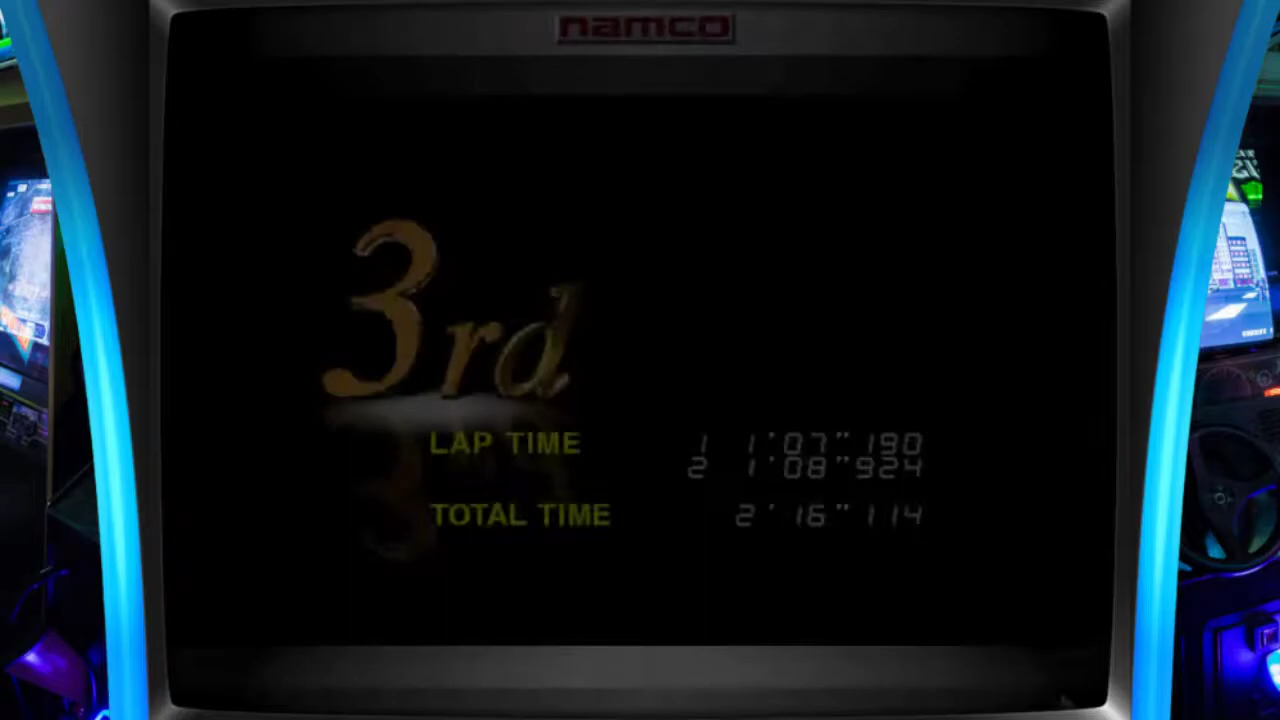 namco
3rd
LAP TIME 1 1'07"190
2 1'08"924
TOTAL TIME 2'16"114